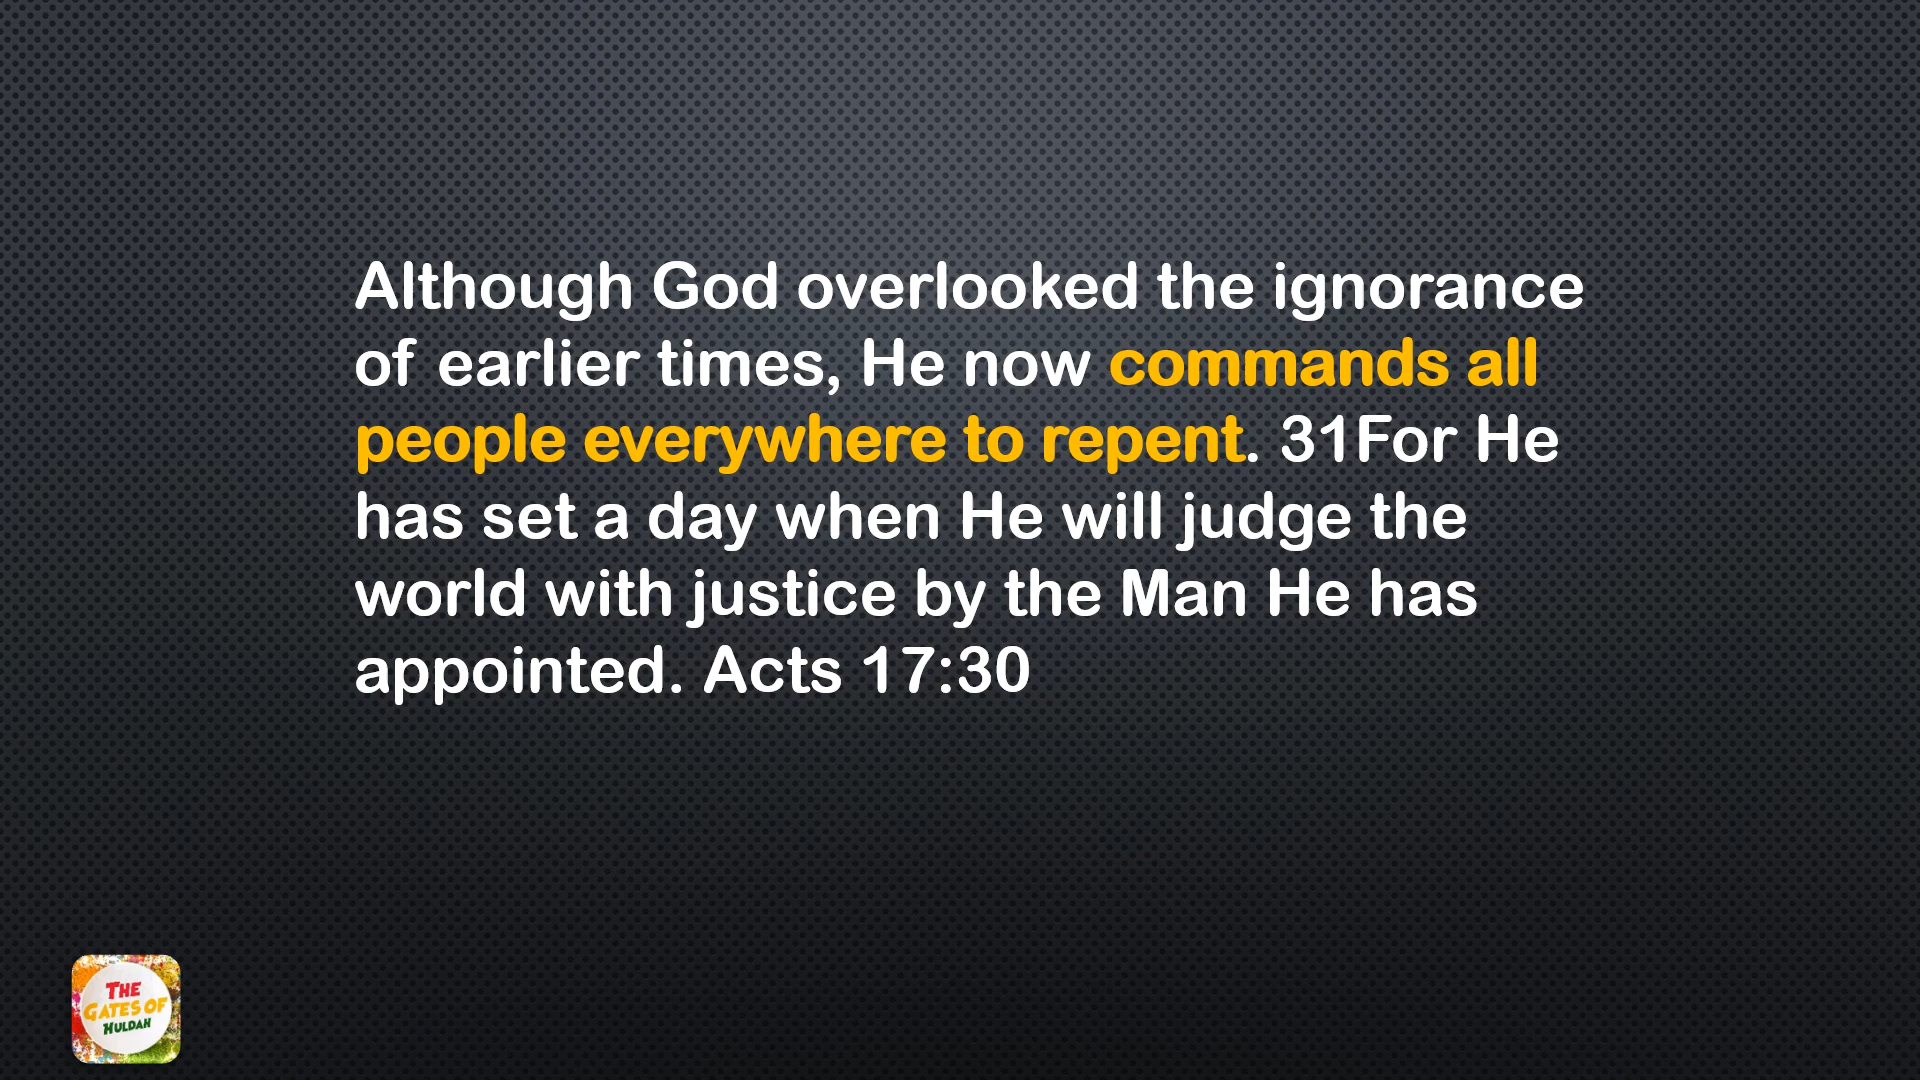 Although God overlooked the ignorance
of earlier times, He now commands all
people everywhere to repent. 31For He
has set a day when He will judge the
world with justice by the Man He has
appointed. Acts 17:30
THE
GATES OF
HULDAH